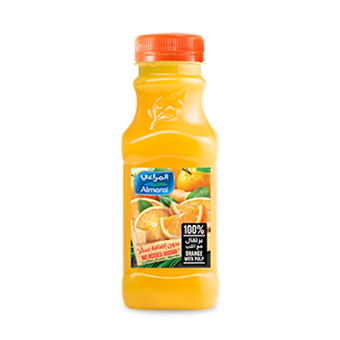 المراعي
Almarai
100%
برتقال
مع اللب
ORANGE
WITH PULP
بدون إضافة سكر
NO ADDED SUGAR